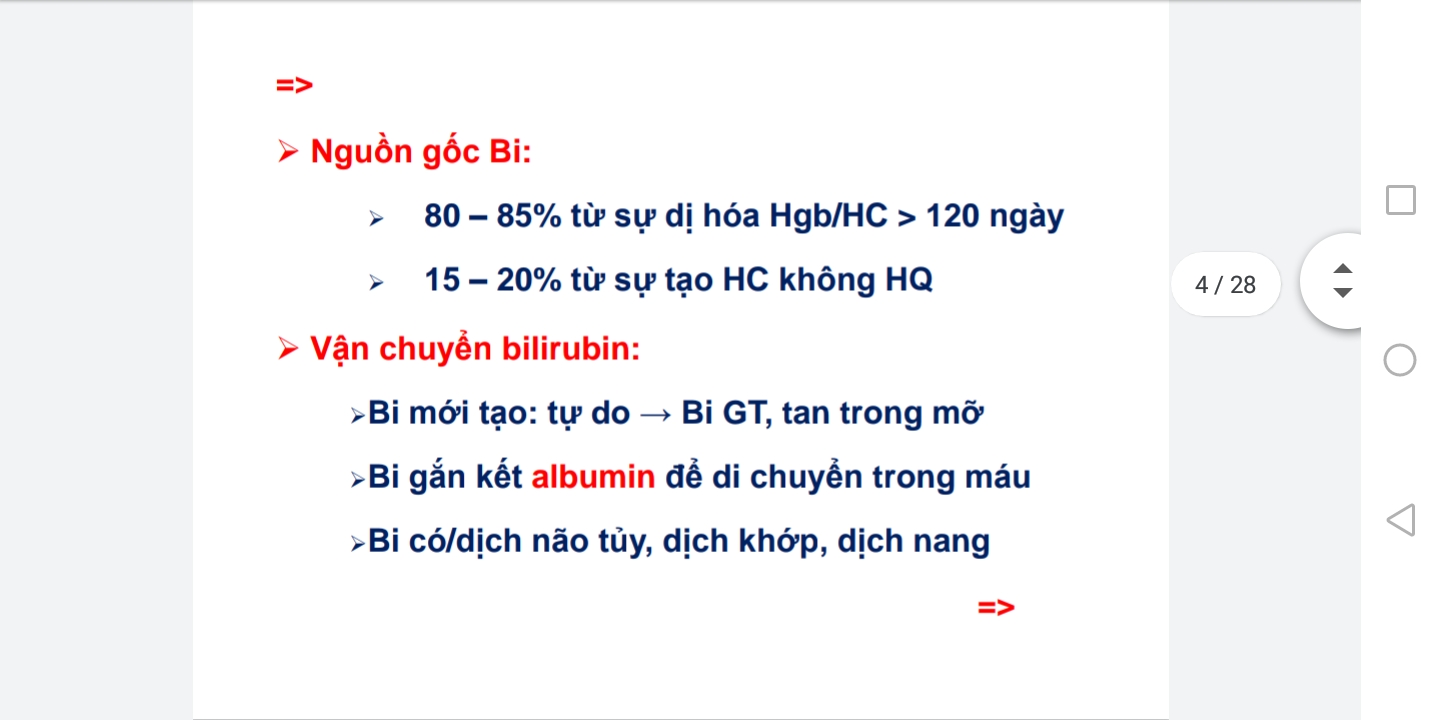 =>
➢ Nguồn gốc Bi:
➢ 80 – 85% từ sự dị hóa Hgb/HC > 120 ngày
➢ 15 – 20% từ sự tạo HC không HQ
4 / 28
➢ Vận chuyển bilirubin:
➢Bi mới tạo: tự do → Bi GT, tan trong mỡ
➢Bi gắn kết albumin để di chuyển trong máu
➢Bi có/dịch não tủy, dịch khớp, dịch nang
=>